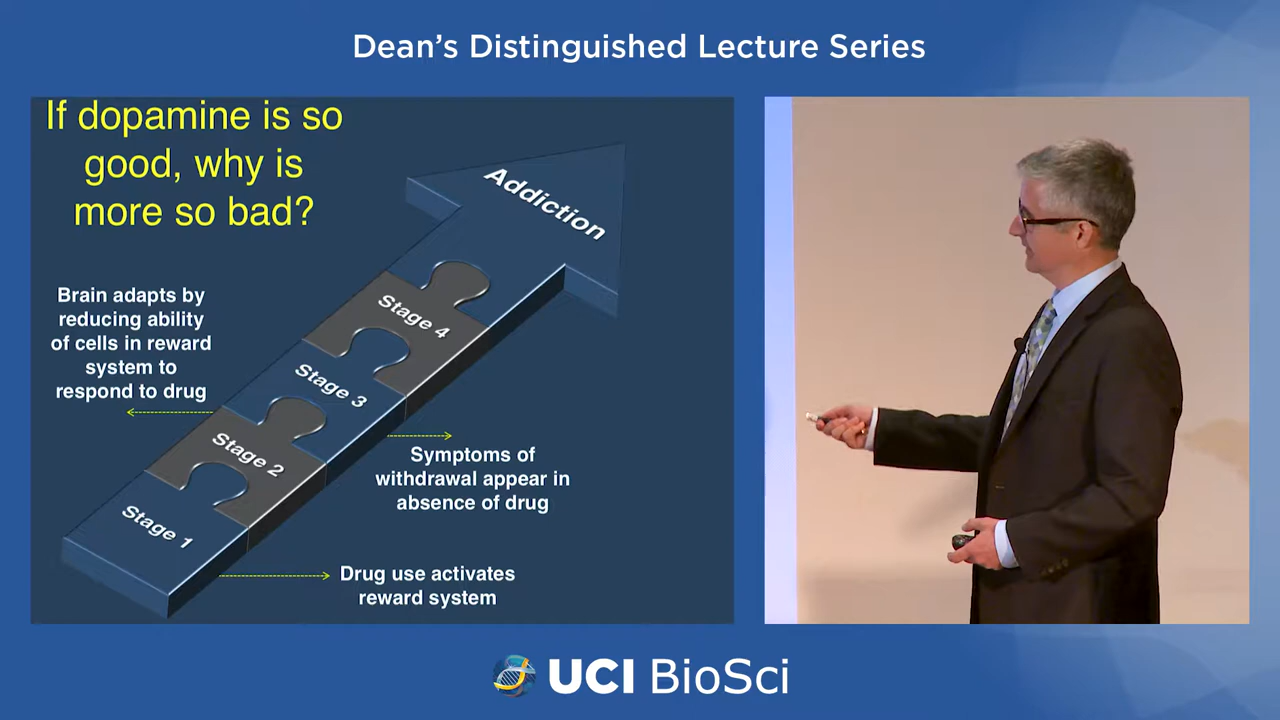 Dean's Distinguished Lecture Series
If dopamine is so
good, why is
more so bad?
Addiction
Stage 4
Stage 3
Stage 2
Stage 1
Brain adapts by
reducing ability
of cells in reward
system to
respond to drug
Symptoms of
withdrawal appear in
absence of drug
Drug use activates
reward system
UCI BioSci